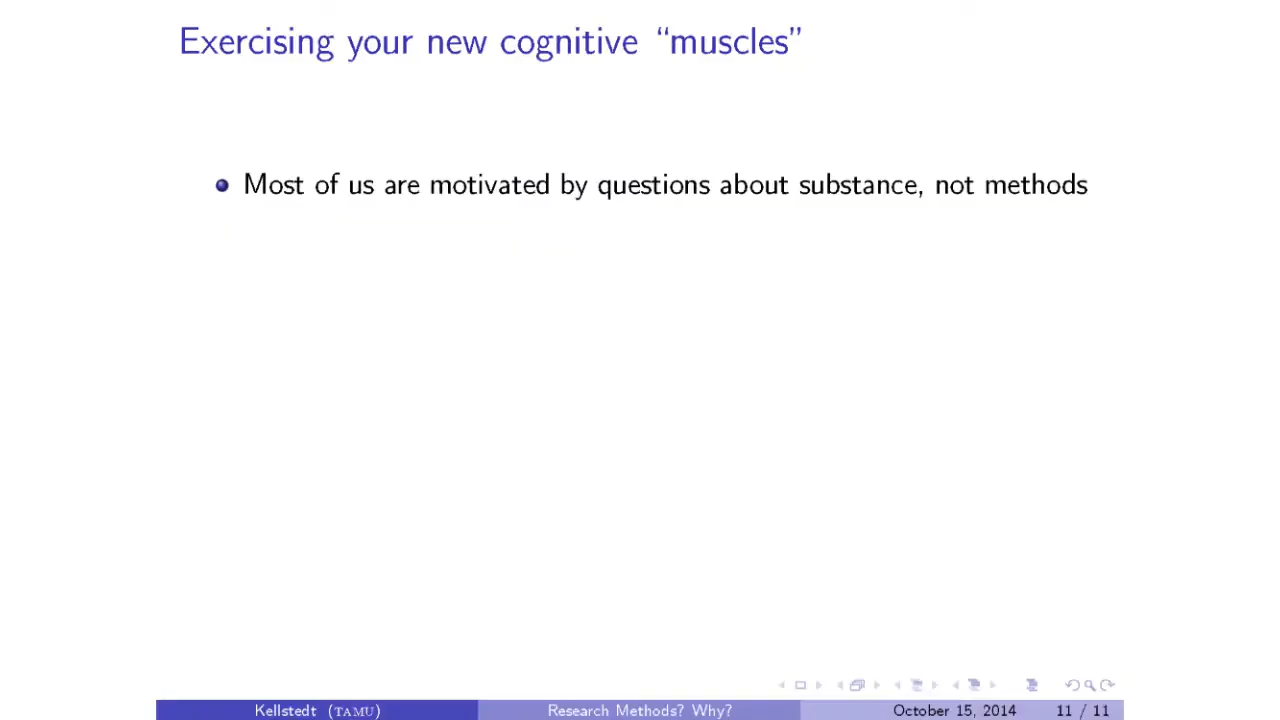 Exercising your new cognitive “muscles”
Most of us are motivated by questions about substance, not methods
Kellstedt (TAMU) Research Methods? Why? October 15, 2014 11 / 11